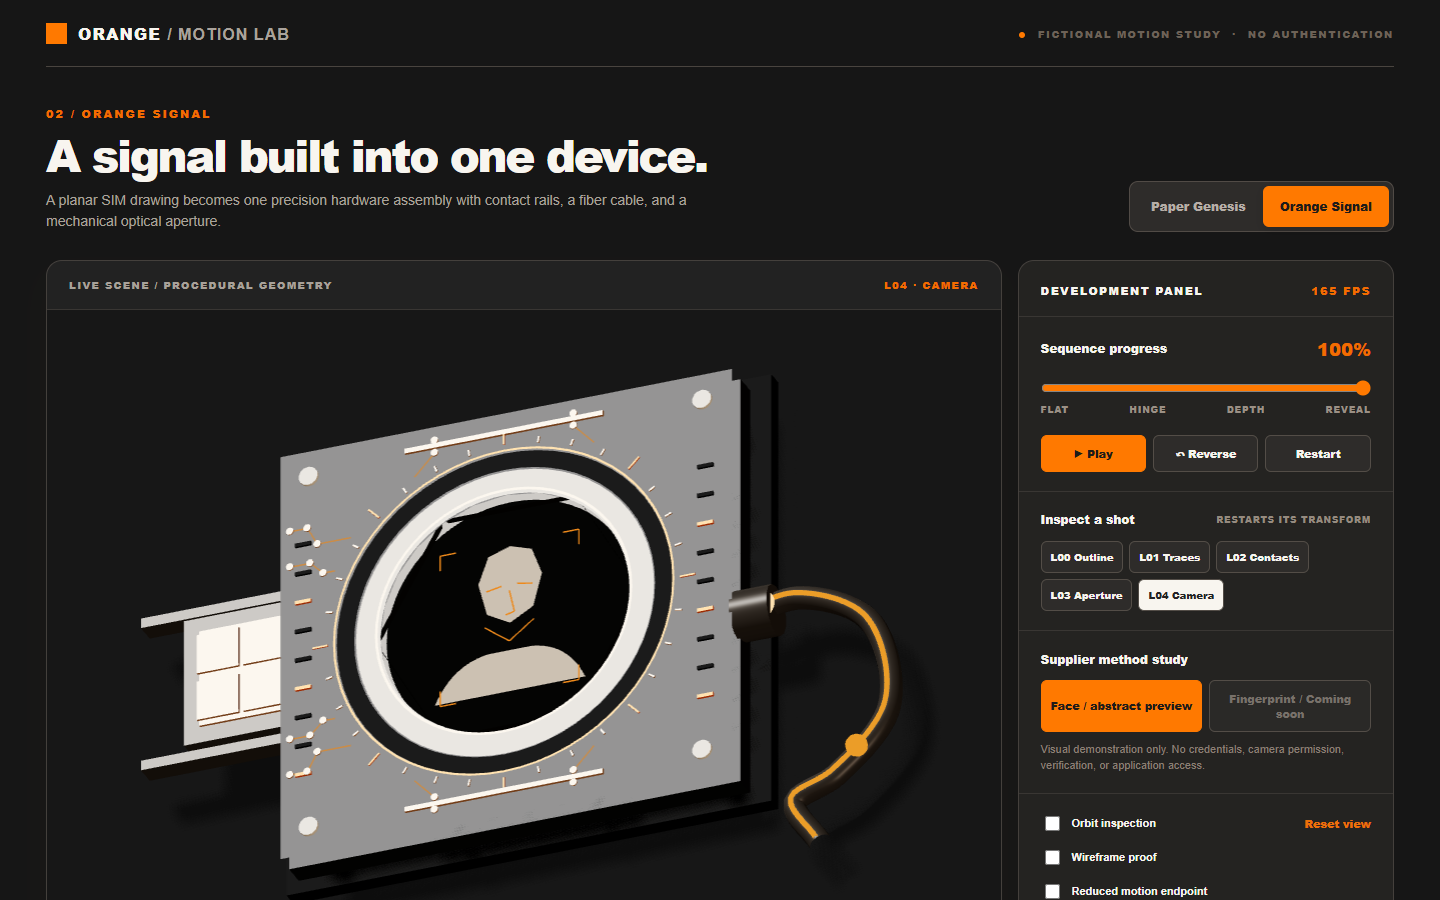 ORANGE / MOTION LAB
FICTIONAL MOTION STUDY · NO AUTHENTICATION
02 / ORANGE SIGNAL
A signal built into one device.
A planar SIM drawing becomes one precision hardware assembly with contact rails, a fiber cable, and a
mechanical optical aperture.
Paper Genesis
Orange Signal
LIVE SCENE / PROCEDURAL GEOMETRY
L04 · CAMERA
DEVELOPMENT PANEL
165 FPS
Sequence progress
100%
FLAT
HINGE
DEPTH
REVEAL
Play
Reverse
Restart
Inspect a shot
RESTARTS ITS TRANSFORM
L00 Outline
L01 Traces
L02 Contacts
L03 Aperture
L04 Camera
Supplier method study
Face / abstract preview
Fingerprint / Coming
soon
Visual demonstration only. No credentials, camera permission,
verification, or application access.
Orbit inspection
Reset view
Wireframe proof
Reduced motion endpoint